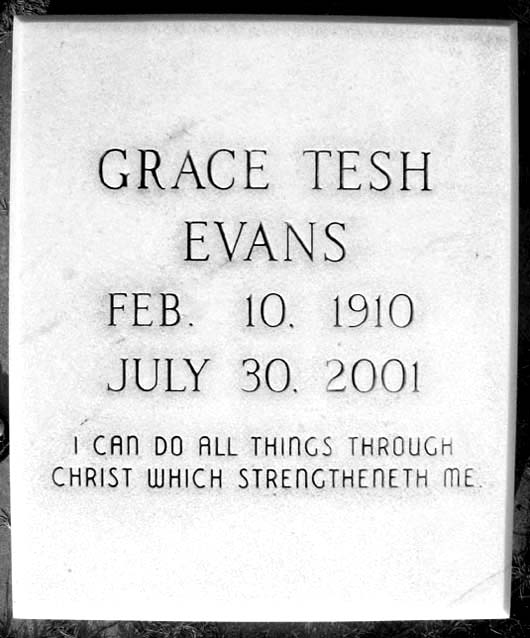 GRACE TESH
EVANS
FEB. 10. 1910
JULY 30. 2001
I CAN DO ALL THINGS THROUGH
CHRIST WHICH STRENGTHENETH ME.